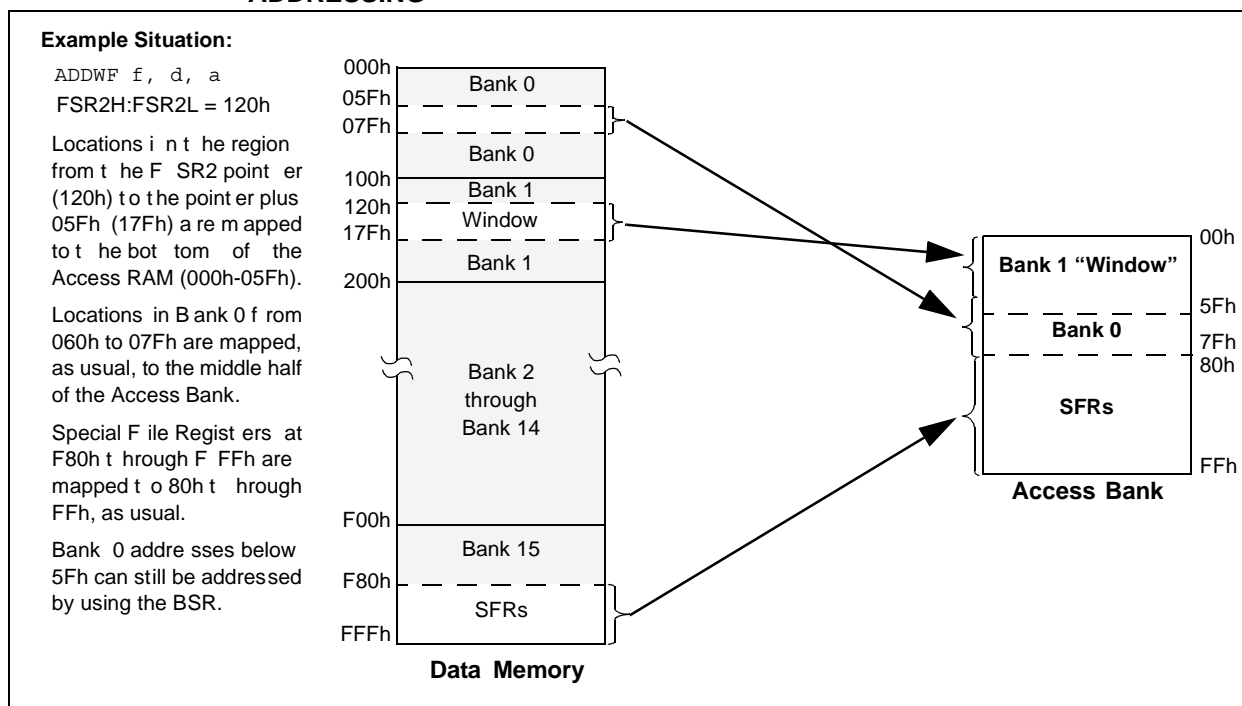 ADDRESSING
Example Situation:
ADDWF f, d, a
FSR2H:FSR2L = 120h
Locations i n t he region
from t he F SR2 point er
(120h) t o t he point er plus
05Fh (17Fh) a re m apped
to t he bot tom of the
Access RAM (000h-05Fh).
Locations in B ank 0 f rom
060h to 07Fh are mapped,
as usual, to the middle half
of the Access Bank.
Special F ile Regist ers at
F80h t hrough F FFh are
mapped t o 80h t hrough
FFh, as usual.
Bank 0 addre sses below
5Fh can still be addressed
by using the BSR.
000h
Bank 0
05Fh
07Fh
Bank 0
100h
Bank 1
120h
Window
17Fh
Bank 1
200h
Bank 2
through
Bank 14
F00h
Bank 15
F80h
SFRs
FFFh
Data Memory
00h
Bank 1 “Window”
5Fh
Bank 0
7Fh
80h
SFRs
FFh
Access Bank